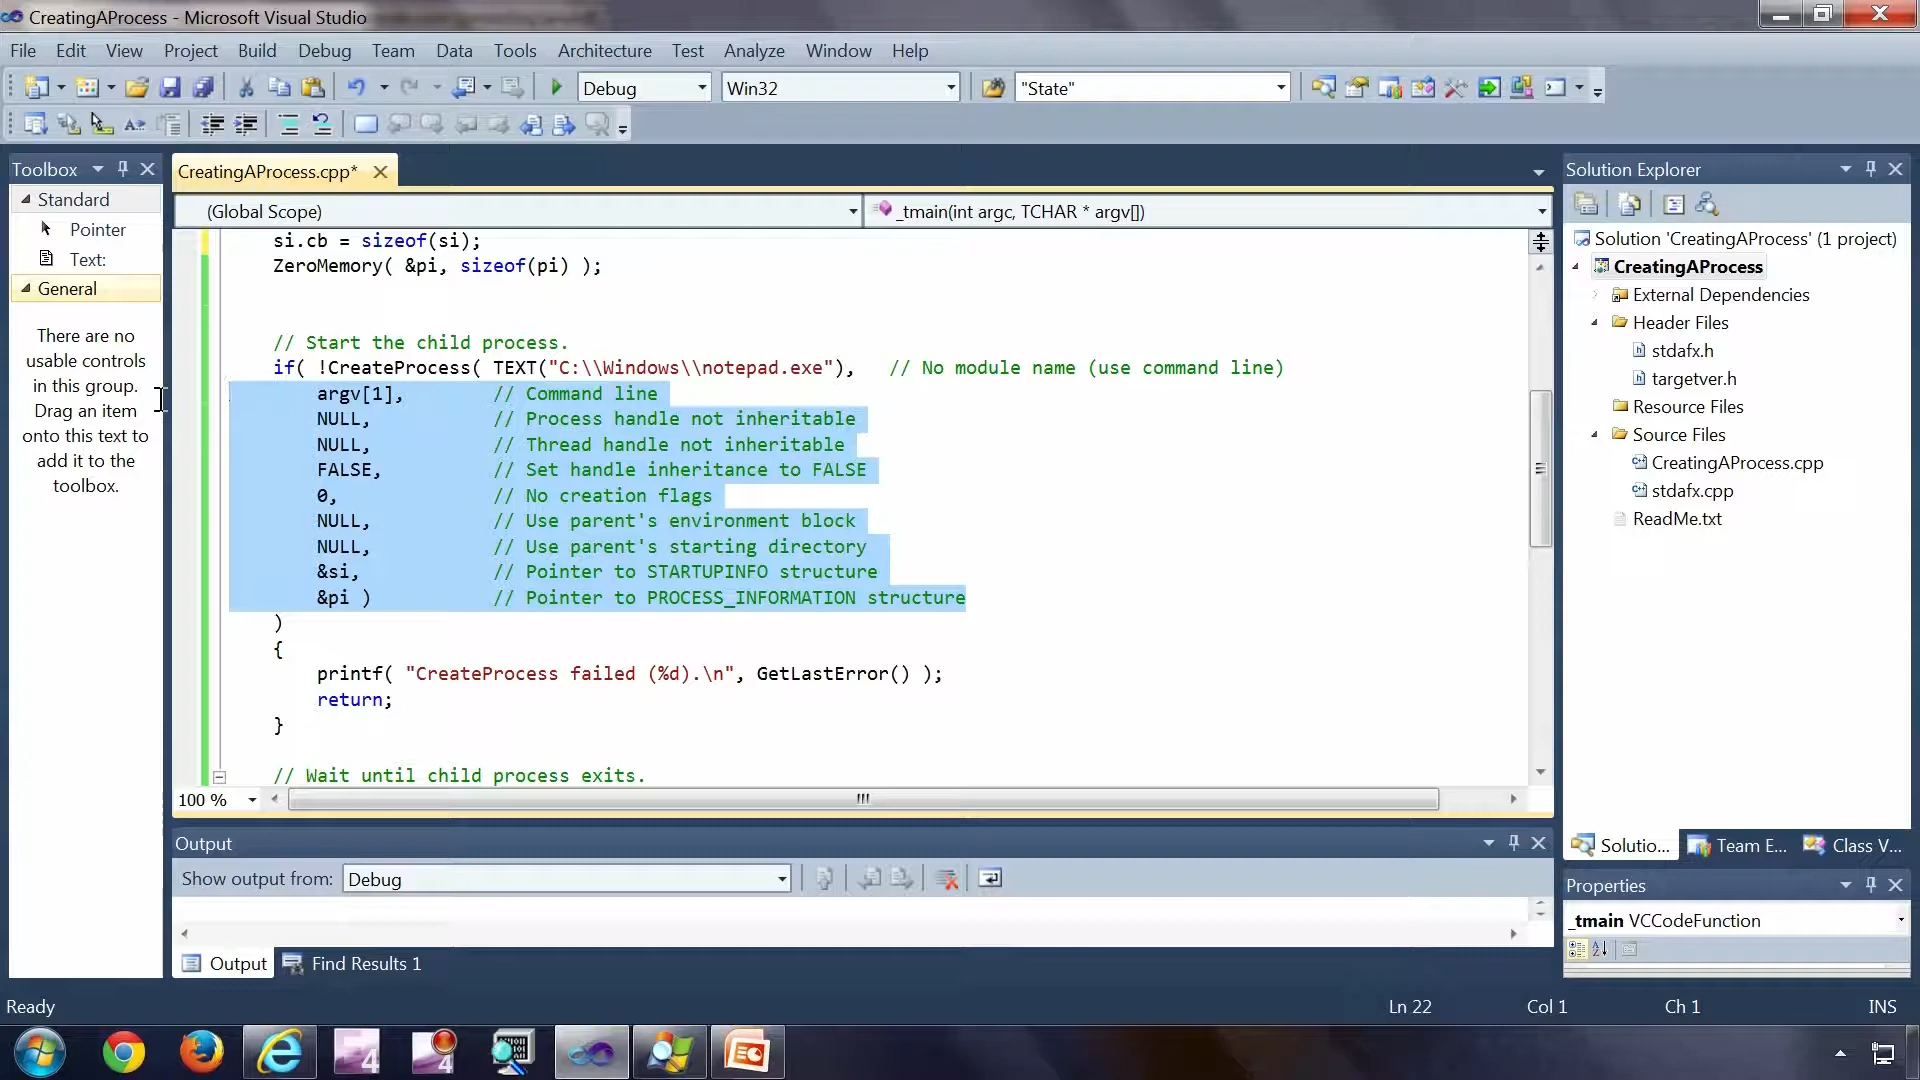 CreatingAProcess - Microsoft Visual Studio
File Edit View Project Build Debug Team Data Tools Architecture Test Analyze Window Help
Debug Win32 "State"
Toolbox
Standard
Pointer
Text:
General
There are no
usable controls
in this group.
Drag an item
onto this text to
add it to the
toolbox.
CreatingAProcess.cpp*
(Global Scope) _tmain(int argc, TCHAR * argv[])
si.cb = sizeof(si);
ZeroMemory( &pi, sizeof(pi) );
// Start the child process.
if( !CreateProcess( TEXT("C:\\Windows\\notepad.exe"), // No module name (use command line)
argv[1], // Command line
NULL, // Process handle not inheritable
NULL, // Thread handle not inheritable
FALSE, // Set handle inheritance to FALSE
0, // No creation flags
NULL, // Use parent's environment block
NULL, // Use parent's starting directory
&si, // Pointer to STARTUPINFO structure
&pi ) // Pointer to PROCESS_INFORMATION structure
)
{
printf( "CreateProcess failed (%d).\n", GetLastError() );
return;
}
// Wait until child process exits.
100 %
Output
Show output from: Debug
Output Find Results 1
Solution Explorer
Solution 'CreatingAProcess' (1 project)
CreatingAProcess
External Dependencies
Header Files
stdafx.h
targetver.h
Resource Files
Source Files
CreatingAProcess.cpp
stdafx.cpp
ReadMe.txt
Solutio... Team E... Class V...
Properties
_tmain VCCodeFunction
Ready Ln 22 Col 1 Ch 1 INS